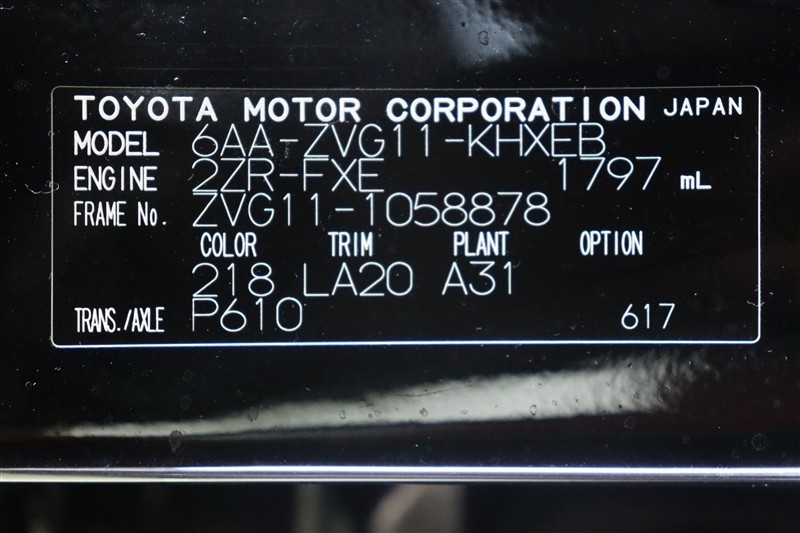 TOYOTA MOTOR CORPORATION JAPAN
MODEL 6AA-ZVG11-KHXEB
ENGINE 2ZR-FXE 1797 mL
FRAME No. ZVG11-1058878
COLOR TRIM PLANT OPTION
218 LA20 A31
TRANS./AXLE P610 617